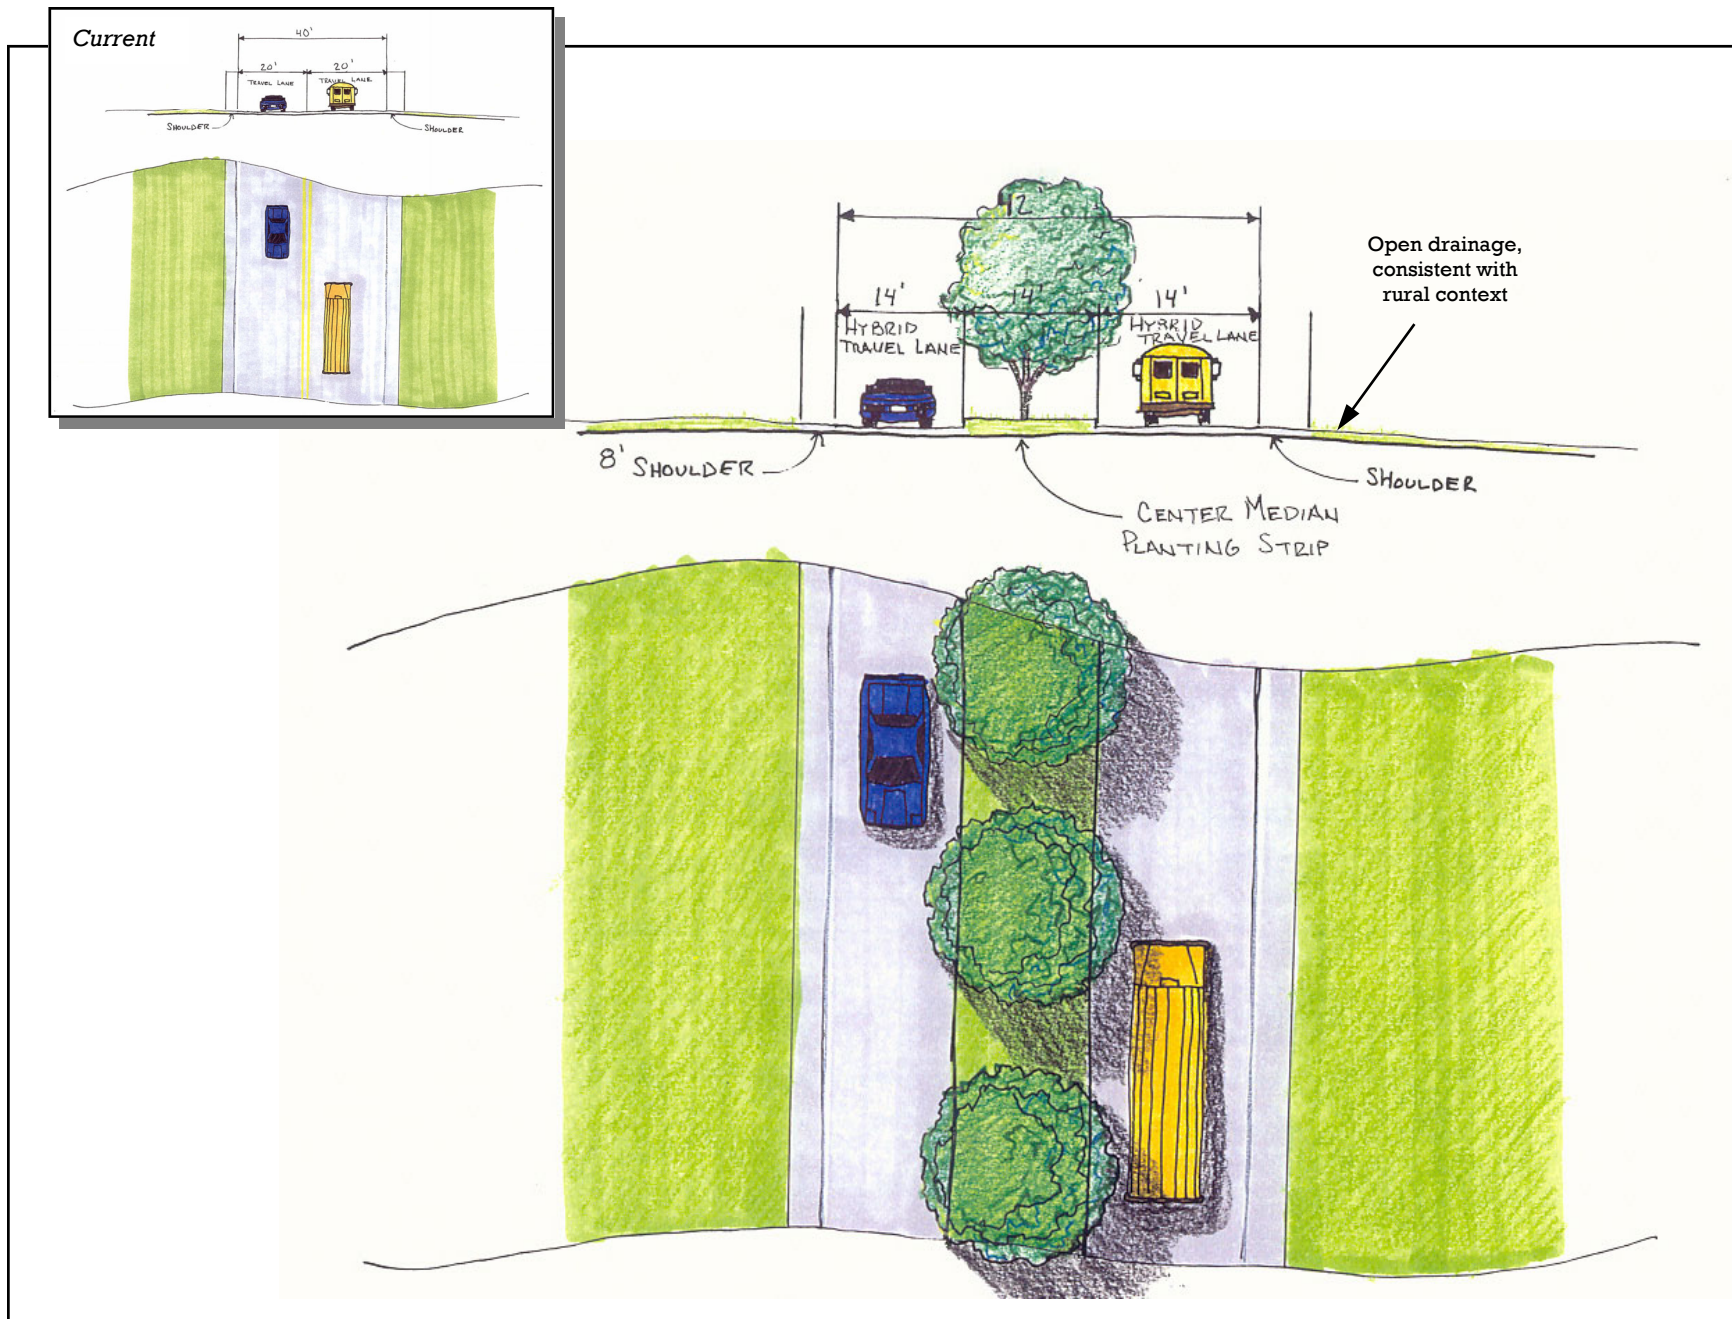 Current
40'
20' 20'
TRAVEL LANE TRAVEL LANE
SHOULDER SHOULDER
12'
14' 14' 14'
HYBRID
TRAVEL LANE
HYBRID
TRAVEL LANE
Open drainage,
consistent with
rural context
8' SHOULDER
SHOULDER
CENTER MEDIAN
PLANTING STRIP